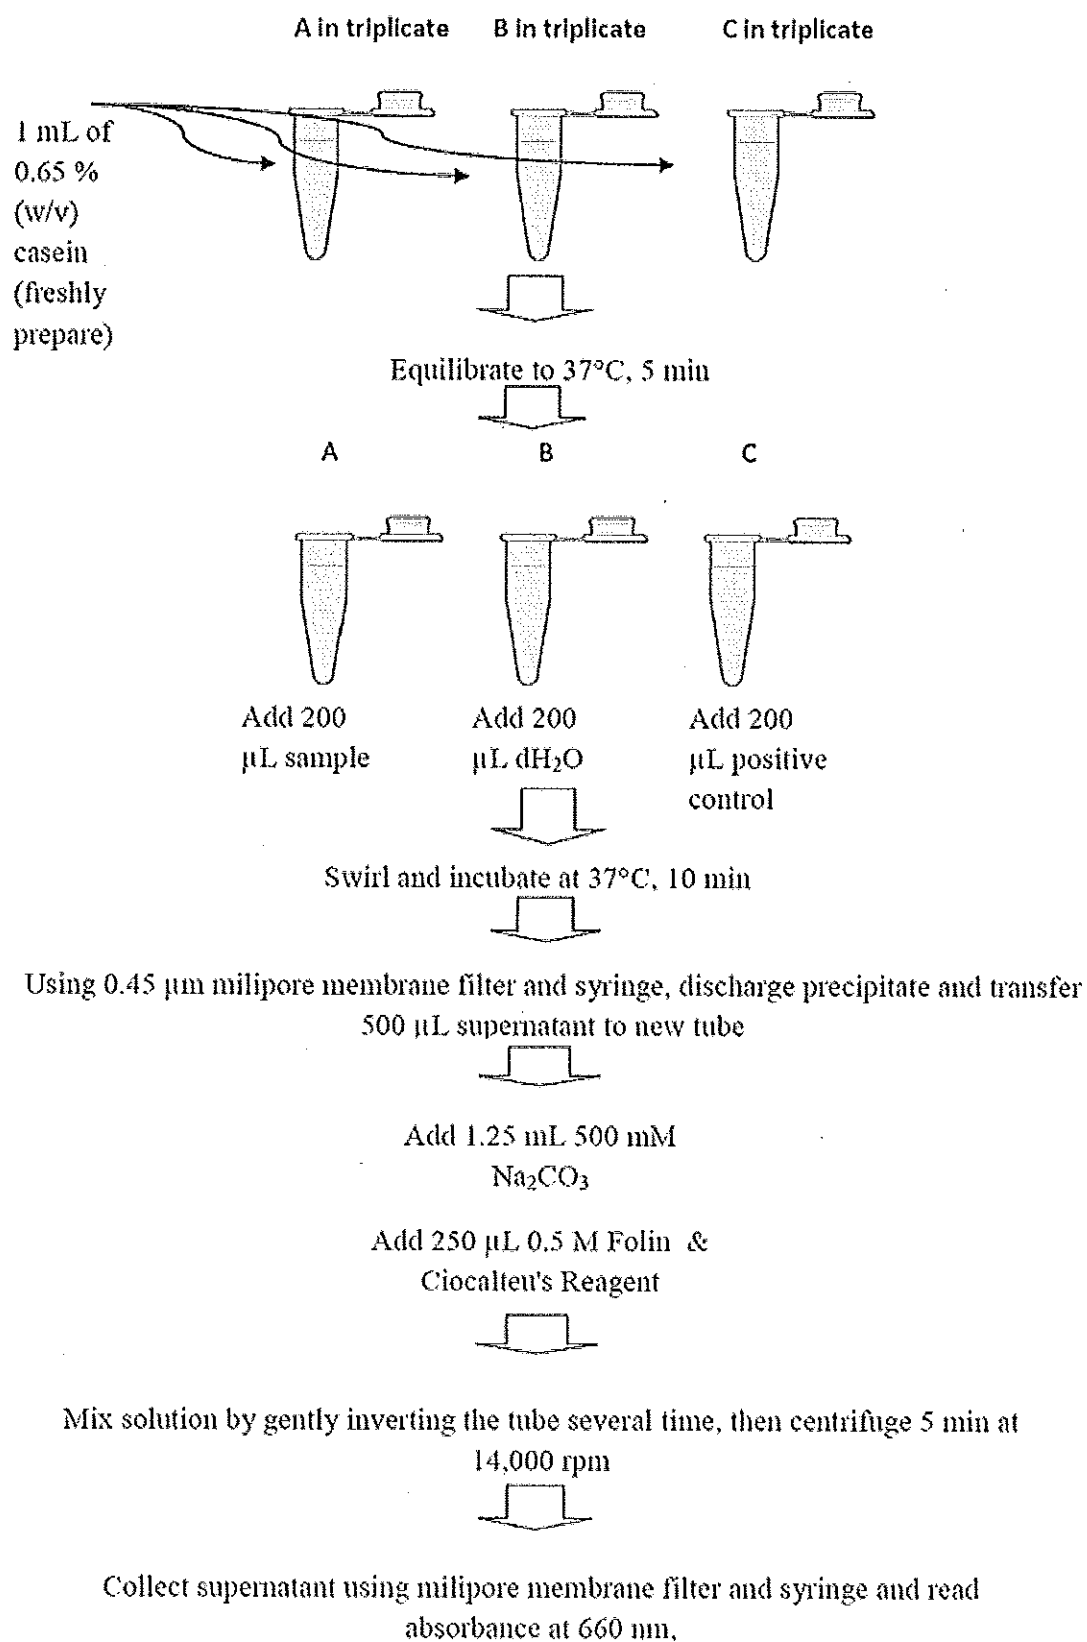 A in triplicate B in triplicate C in triplicate
1 mL of
0.65 %
(w/v)
casein
(freshly
prepare)
Equilibrate to 37°C, 5 min
A B C
Add 200 Add 200 Add 200
µL sample µL dH₂O µL positive
control
Swirl and incubate at 37°C, 10 min
Using 0.45 µm milipore membrane filter and syringe, discharge precipitate and transfer
500 µL supernatant to new tube
Add 1.25 mL 500 mM
Na₂CO₃
Add 250 µL 0.5 M Folin &
Ciocalteu's Reagent
Mix solution by gently inverting the tube several time, then centrifuge 5 min at
14,000 rpm
Collect supernatant using milipore membrane filter and syringe and read
absorbance at 660 nm,